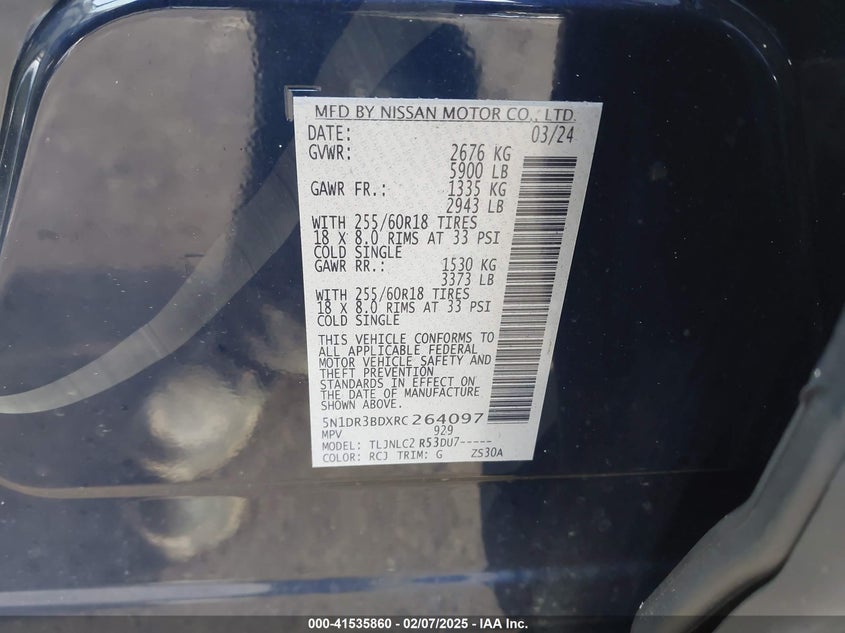 MFD BY NISSAN MOTOR CO., LTD.
DATE: 03/24
GVWR: 2676 KG
5900 LB
GAWR FR.: 1335 KG
2943 LB
WITH 255/60R18 TIRES
18 X 8.0 RIMS AT 33 PSI
COLD SINGLE
GAWR RR.: 1530 KG
3373 LB
WITH 255/60R18 TIRES
18 X 8.0 RIMS AT 33 PSI
COLD SINGLE
THIS VEHICLE CONFORMS TO
ALL APPLICABLE FEDERAL
MOTOR VEHICLE SAFETY AND
THEFT PREVENTION
STANDARDS IN EFFECT ON
THE DATE OF MANUFACTURE
SHOWN ABOVE.
5N1DR3BDXRC264097
MPV 929
MODEL: TLJNLC2 R53DU7-----
COLOR: RCJ TRIM: G ZS30A
000-41535860 - 02/07/2025 - IAA Inc.